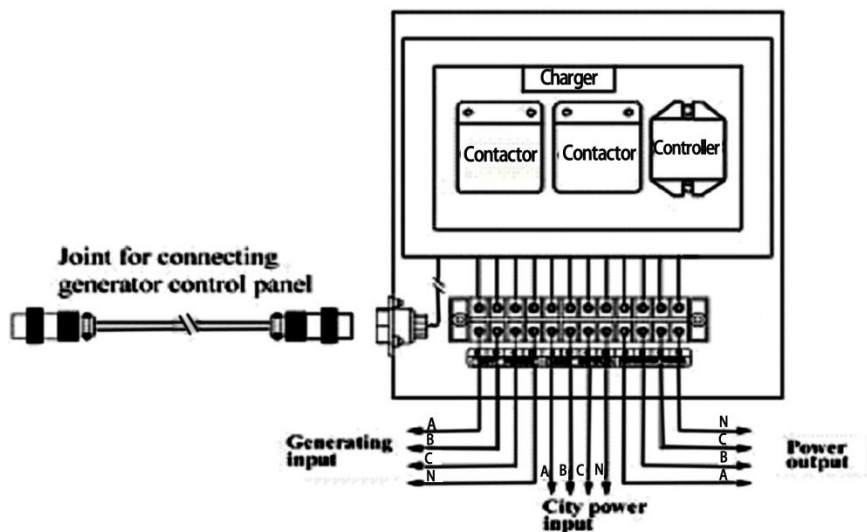 Charger
Contactor
Contactor
Controller
Joint for connecting
generator control panel
A
B
C
N
Generating
input
A B C N
City power
input
N
C
B
A
Power
output